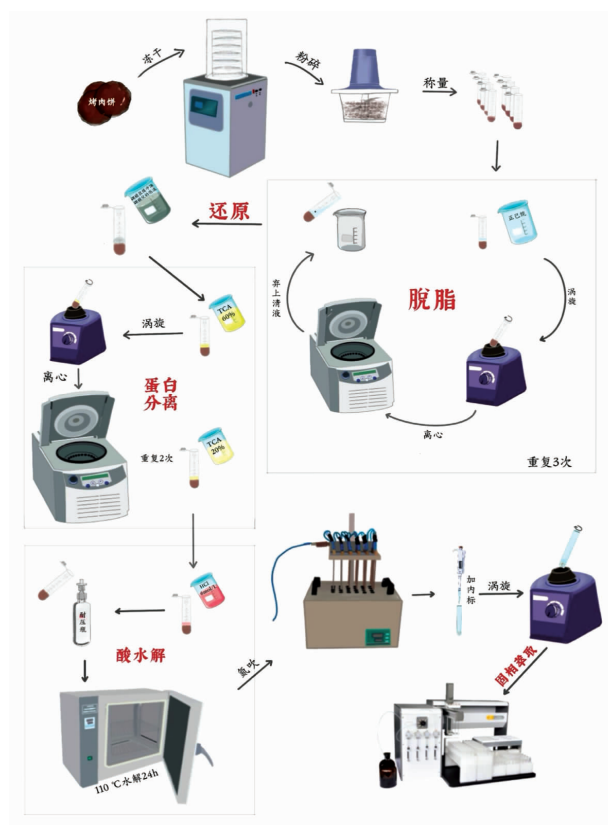 烤肉饼
冻干
粉碎
称量
正己烷
涡旋
脱脂
离心
弃上清液
重复3次
还原
TCA
60%
涡旋
离心
蛋白
分离
重复2次
TCA
20%
HCl
耐压瓶
酸水解
110 ℃水解24h
氮吹
加内标
涡旋
固相萃取